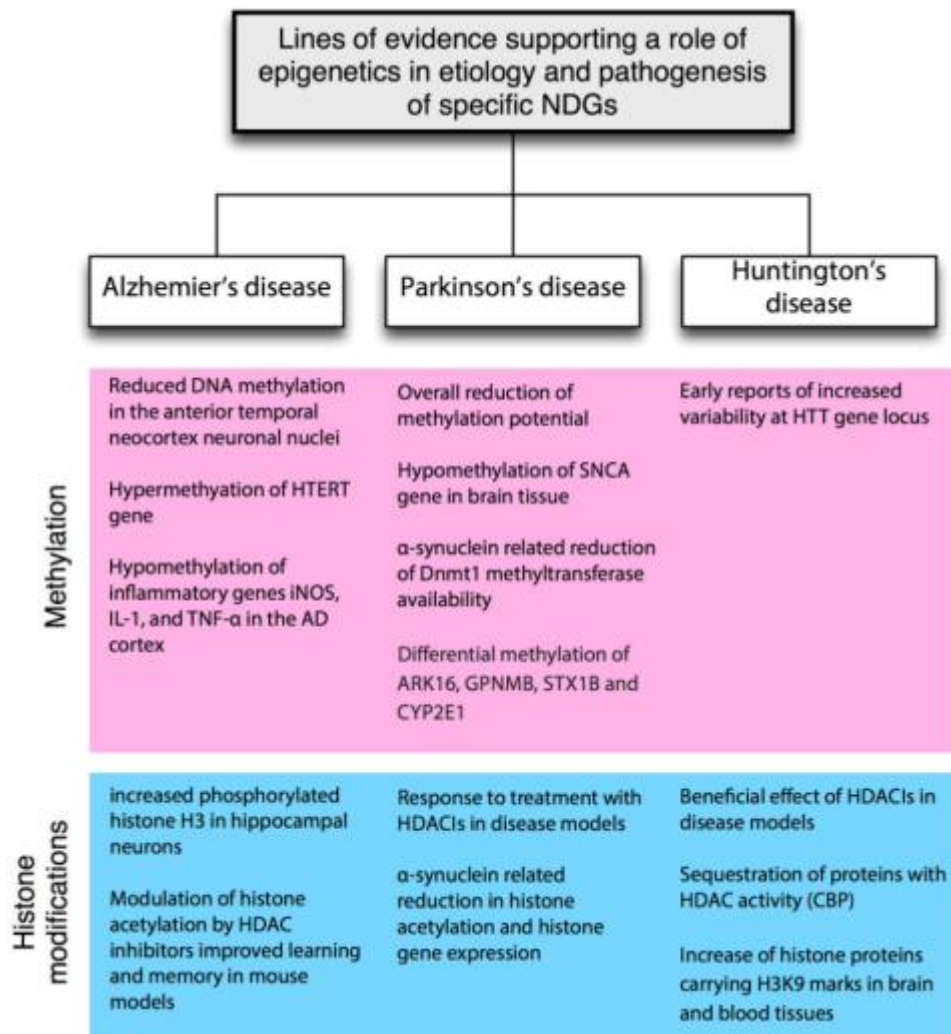 Lines of evidence supporting a role of
epigenetics in etiology and pathogenesis
of specific NDGs
Alzhemier's disease
Parkinson's disease
Huntington's
disease
Methylation
Reduced DNA methylation
in the anterior temporal
neocortex neuronal nuclei
Hypermethyation of HTERT
gene
Hypomethylation of
inflammatory genes iNOS,
IL-1, and TNF-α in the AD
cortex
Overall reduction of
methylation potential
Hypomethylation of SNCA
gene in brain tissue
α-synuclein related reduction
of Dnmt1 methyltransferase
availability
Differential methylation of
ARK16, GPNMB, STX1B and
CYP2E1
Early reports of increased
variability at HTT gene locus
Histone
modifications
increased phosphorylated
histone H3 in hippocampal
neurons
Modulation of histone
acetylation by HDAC
inhibitors improved learning
and memory in mouse
models
Response to treatment with
HDACIs in disease models
α-synuclein related
reduction in histone
acetylation and histone
gene expression
Beneficial effect of HDACIs in
disease models
Sequestration of proteins with
HDAC activity (CBP)
Increase of histone proteins
carrying H3K9 marks in brain
and blood tissues